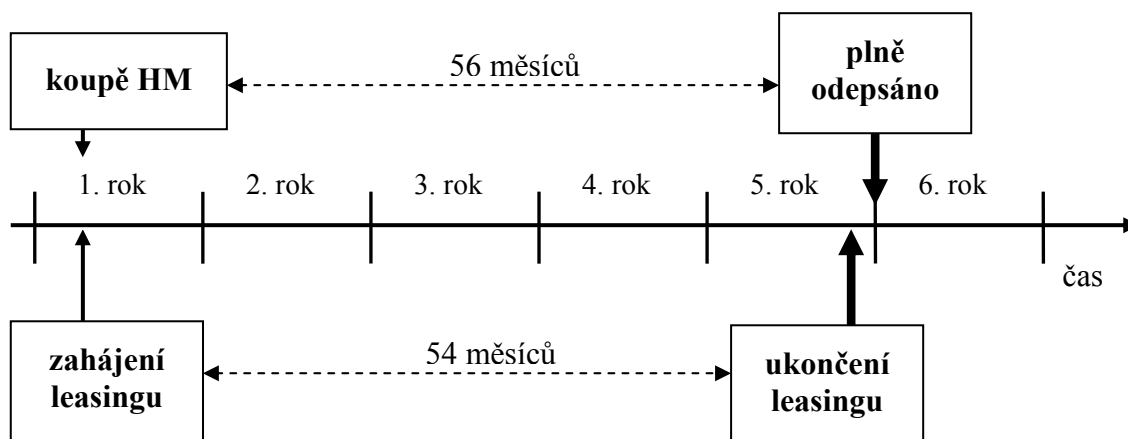 koupě HM
56 měsíců
plně
odepsáno
1. rok
2. rok
3. rok
4. rok
5. rok
6. rok
čas
zahájení
leasingu
54 měsíců
ukončení
leasingu